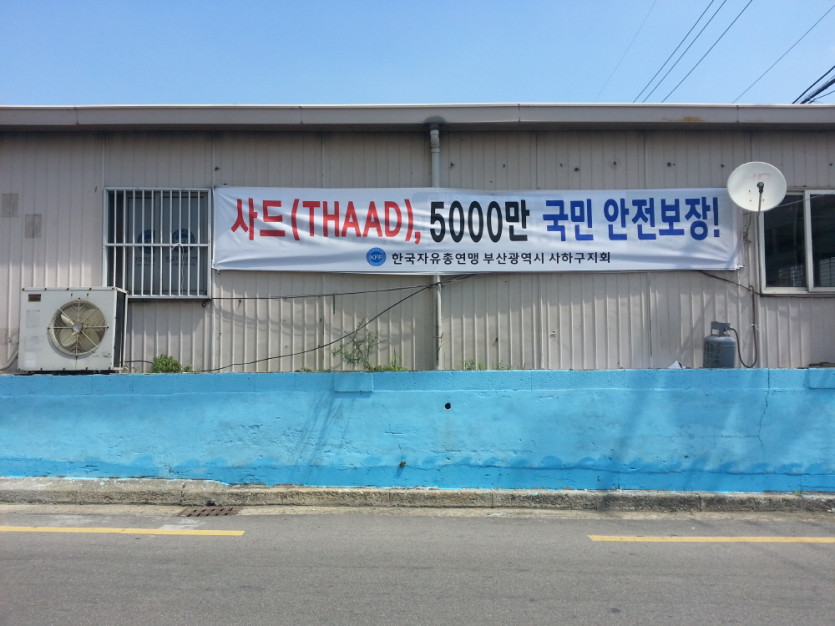 사드(THAAD), 5000만 국민 안전보장!
KFF 한국자유총연맹 부산광역시 사하구지회